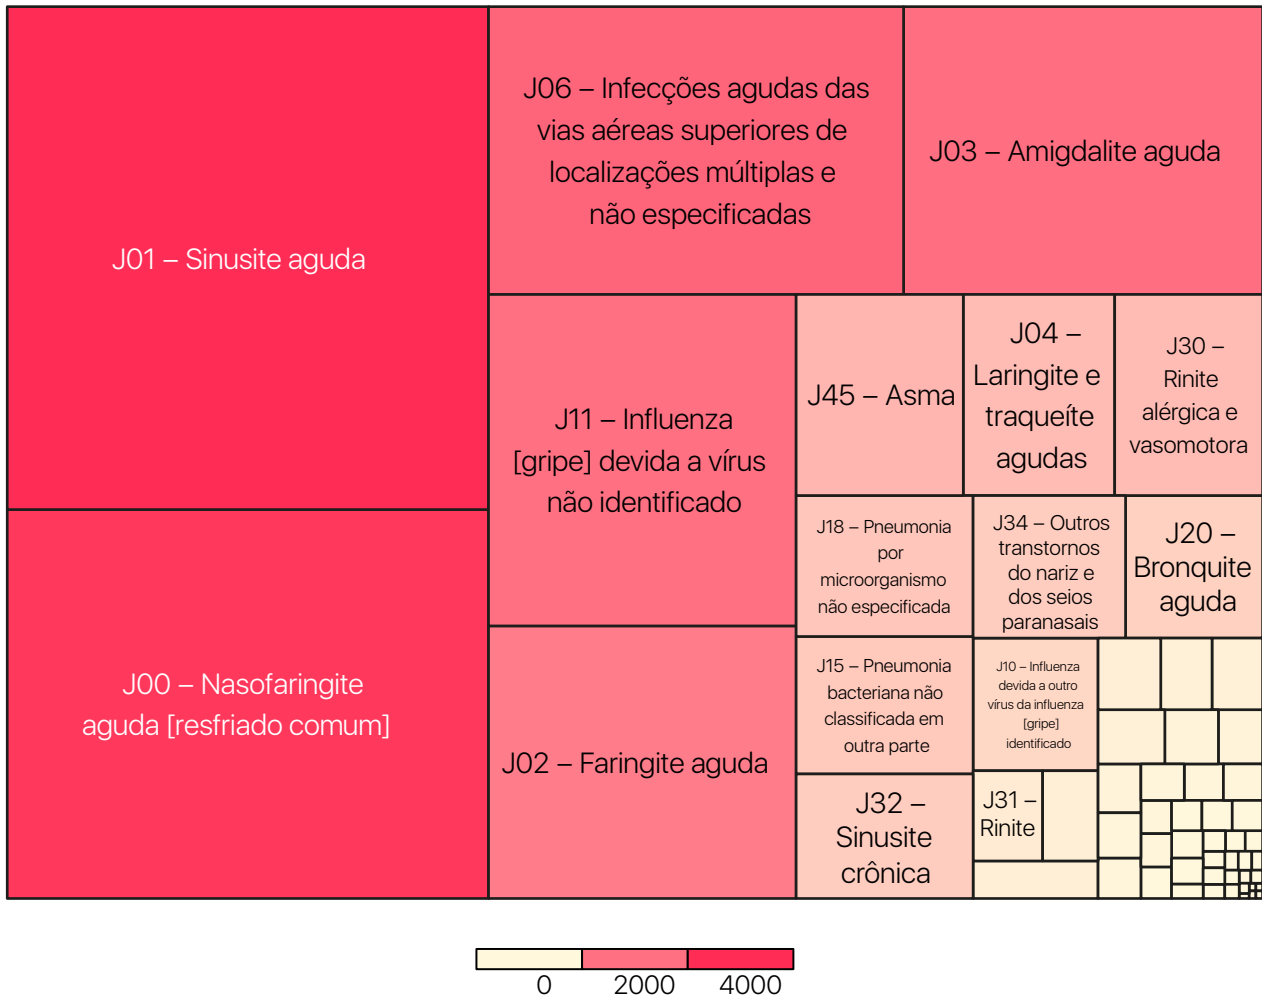 J01 – Sinusite aguda
J00 – Nasofaringite
aguda [resfriado comum]
J06 – Infecções agudas das
vias aéreas superiores de
localizações múltiplas e
não especificadas
J03 – Amigdalite aguda
J11 – Influenza
[gripe] devida a vírus
não identificado
J02 – Faringite aguda
J45 – Asma
J04 –
Laringite e
traqueíte
agudas
J30 –
Rinite
alérgica e
vasomotora
J18 – Pneumonia
por
microorganismo
não especificada
J34 – Outros
transtornos
do nariz e
dos seios
paranasais
J20 –
Bronquite
aguda
J15 – Pneumonia
bacteriana não
classificada em
outra parte
J10 – Influenza
devida a outro
vírus da influenza
[gripe]
identificado
J32 –
Sinusite
crônica
J31 –
Rinite
0 2000 4000